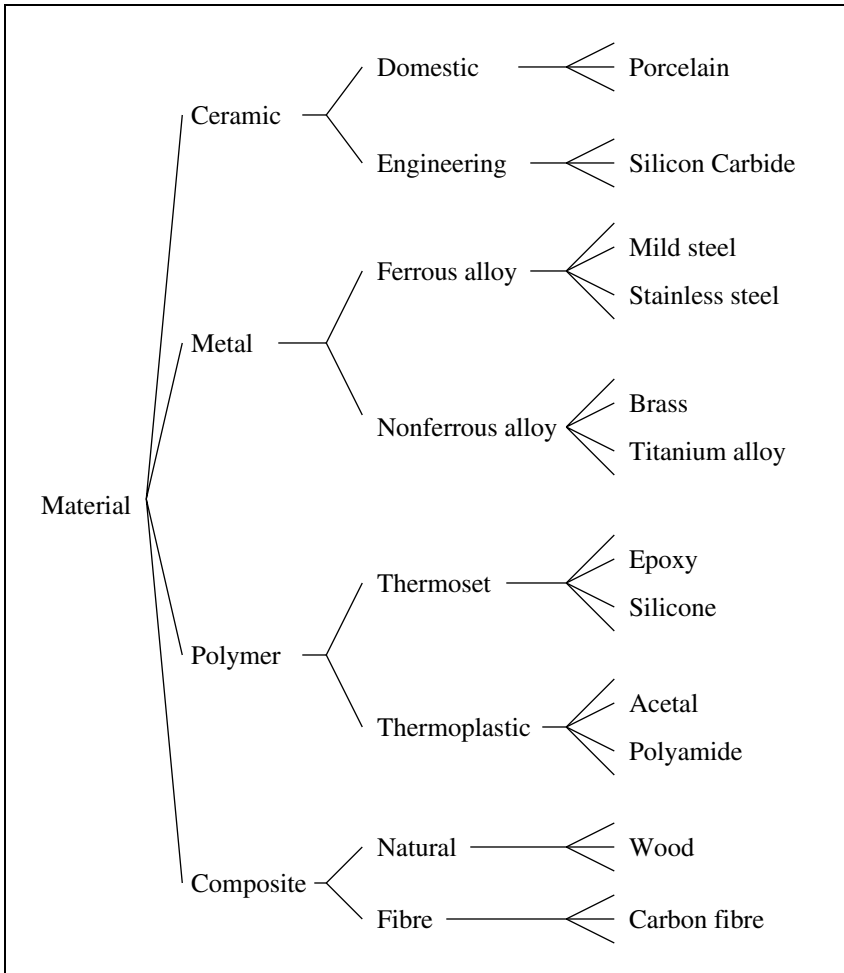 Domestic
Porcelain
Ceramic
Engineering
Silicon Carbide
Mild steel
Ferrous alloy
Stainless steel
Metal
Brass
Nonferrous alloy
Titanium alloy
Material
Epoxy
Thermoset
Silicone
Polymer
Acetal
Thermoplastic
Polyamide
Natural
Wood
Composite
Fibre
Carbon fibre